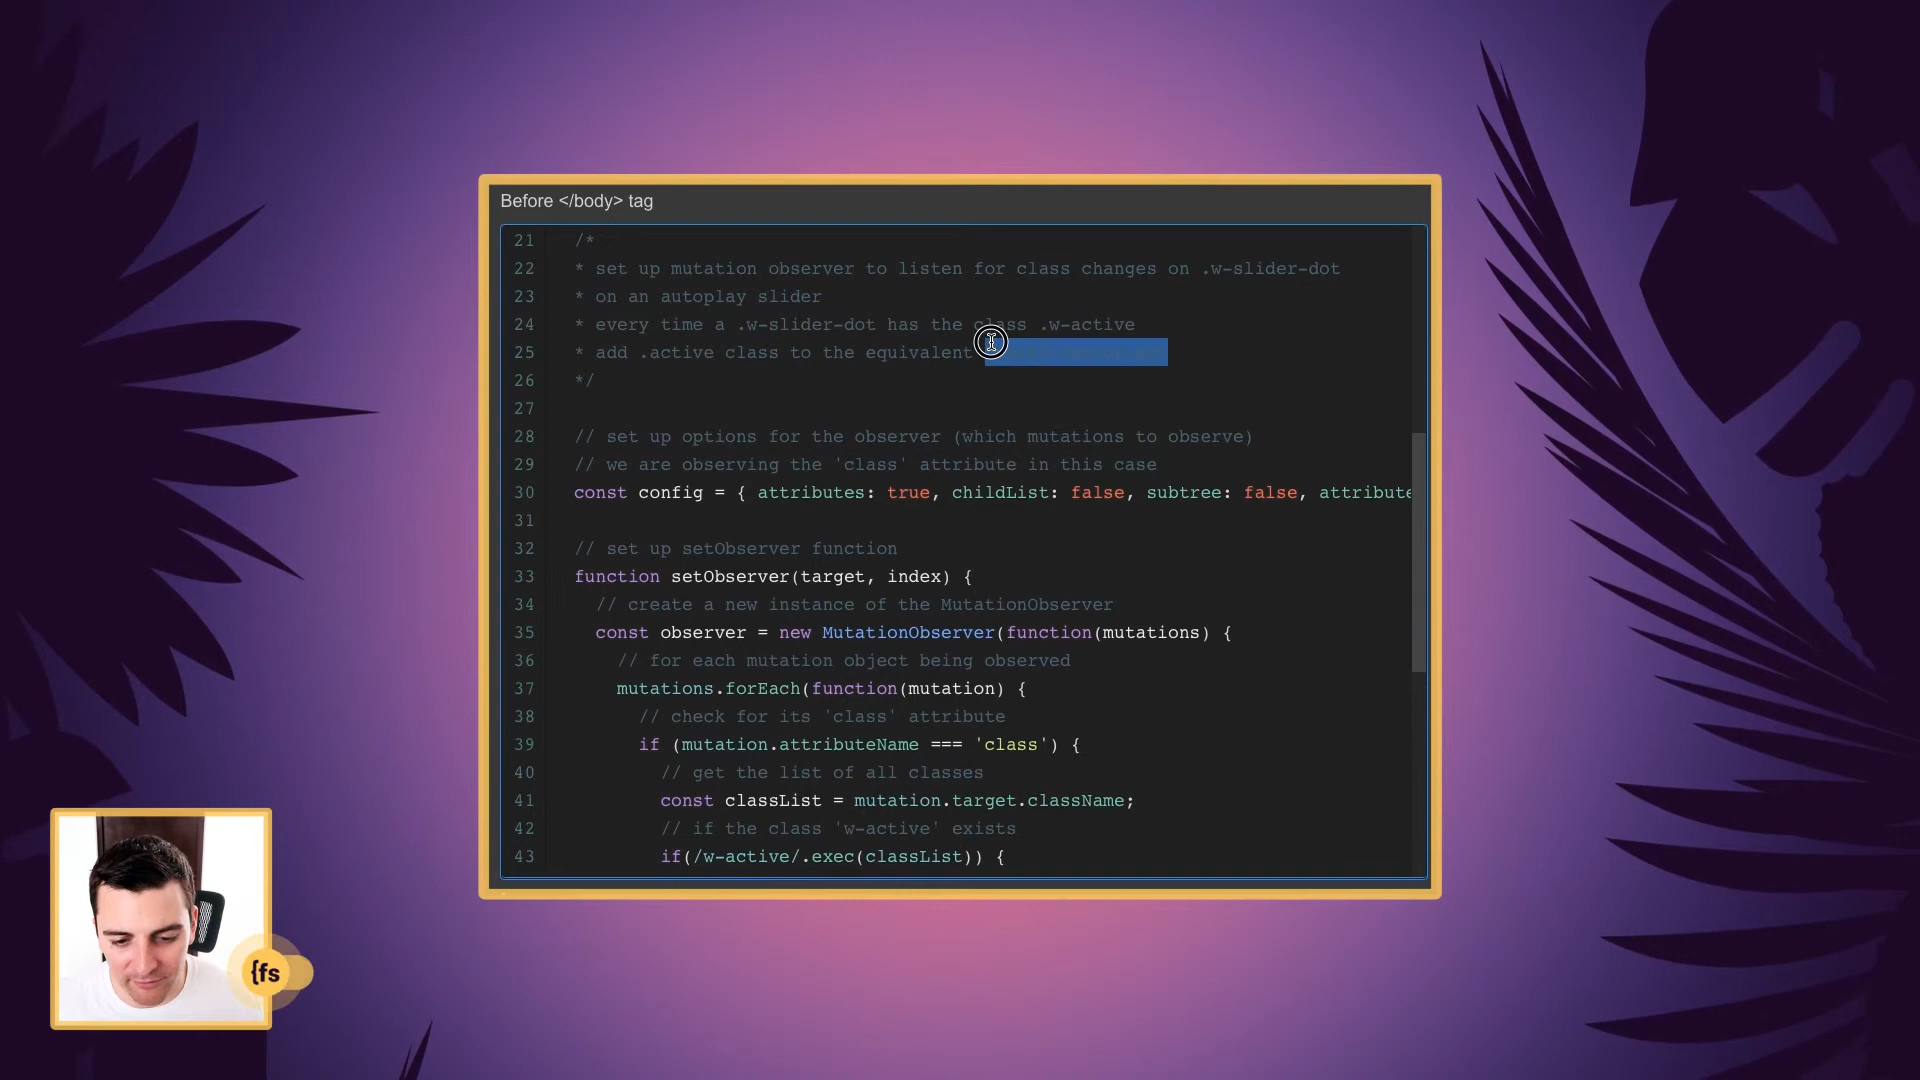 Before </body> tag
21 /*
22 * set up mutation observer to listen for class changes on .w-slider-dot
23 * on an autoplay slider
24 * every time a .w-slider-dot has the class .w-active
25 * add .active class to the equivalent
26 */
27
28 // set up options for the observer (which mutations to observe)
29 // we are observing the 'class' attribute in this case
30 const config = { attributes: true, childList: false, subtree: false, attribute
31
32 // set up setObserver function
33 function setObserver(target, index) {
34 // create a new instance of the MutationObserver
35 const observer = new MutationObserver(function(mutations) {
36 // for each mutation object being observed
37 mutations.forEach(function(mutation) {
38 // check for its 'class' attribute
39 if (mutation.attributeName === 'class') {
40 // get the list of all classes
41 const classList = mutation.target.className;
42 // if the class 'w-active' exists
43 if(/w-active/.exec(classList)) {
{fs